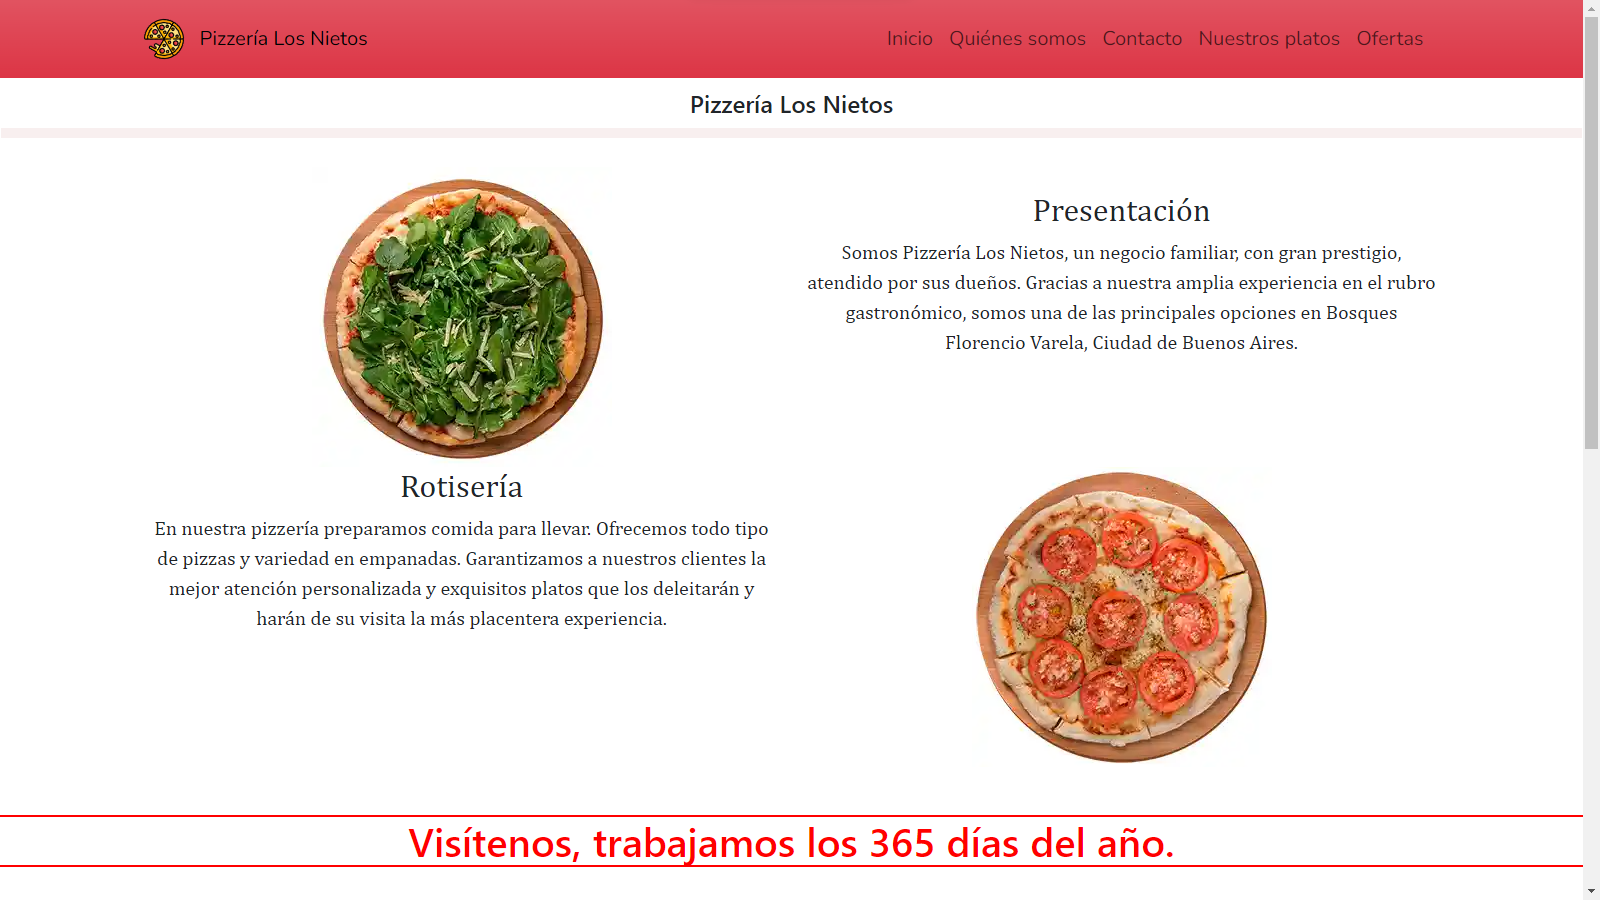 Pizzería Los Nietos
Inicio Quiénes somos Contacto Nuestros platos Ofertas
Pizzería Los Nietos
Presentación
Somos Pizzería Los Nietos, un negocio familiar, con gran prestigio,
atendido por sus dueños. Gracias a nuestra amplia experiencia en el rubro
gastronómico, somos una de las principales opciones en Bosques
Florencio Varela, Ciudad de Buenos Aires.
Rotisería
En nuestra pizzería preparamos comida para llevar. Ofrecemos todo tipo
de pizzas y variedad en empanadas. Garantizamos a nuestros clientes la
mejor atención personalizada y exquisitos platos que los deleitarán y
harán de su visita la más placentera experiencia.
Visítenos, trabajamos los 365 días del año.